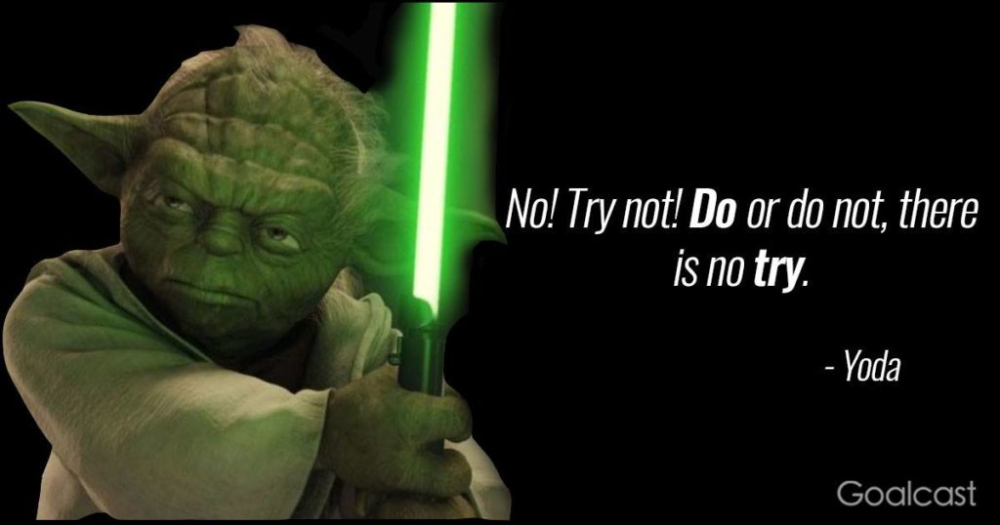 No! Try not! Do or do not, there
is no try.
- Yoda
Goalcast